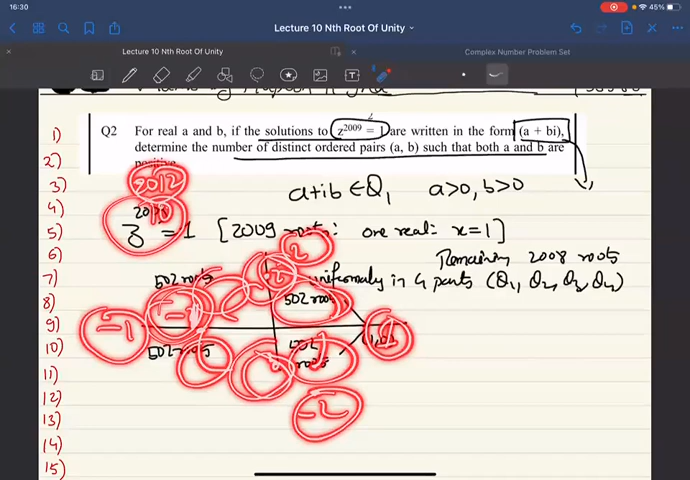 16:30
45%
Lecture 10 Nth Root Of Unity
Lecture 10 Nth Root Of Unity
Complex Number Problem Set
Q2 For real a and b, if the solutions to z^2009 = 1 are written in the form (a + bi),
determine the number of distinct ordered pairs (a, b) such that both a and b are
positive
1)
2)
3)
4)
5)
6)
7)
8)
9)
10)
11)
12)
13)
14)
15)
2012
a+ib ∈ Q1 a>0, b>0
z = 1 [2009 roots: one real: x=1]
Remaining 2008 roots
2
502 roots
uniformaly in 4 parts (Q1, Q2, Q3, Q4)
502 roots
-1
502 roots
502 roots
-2